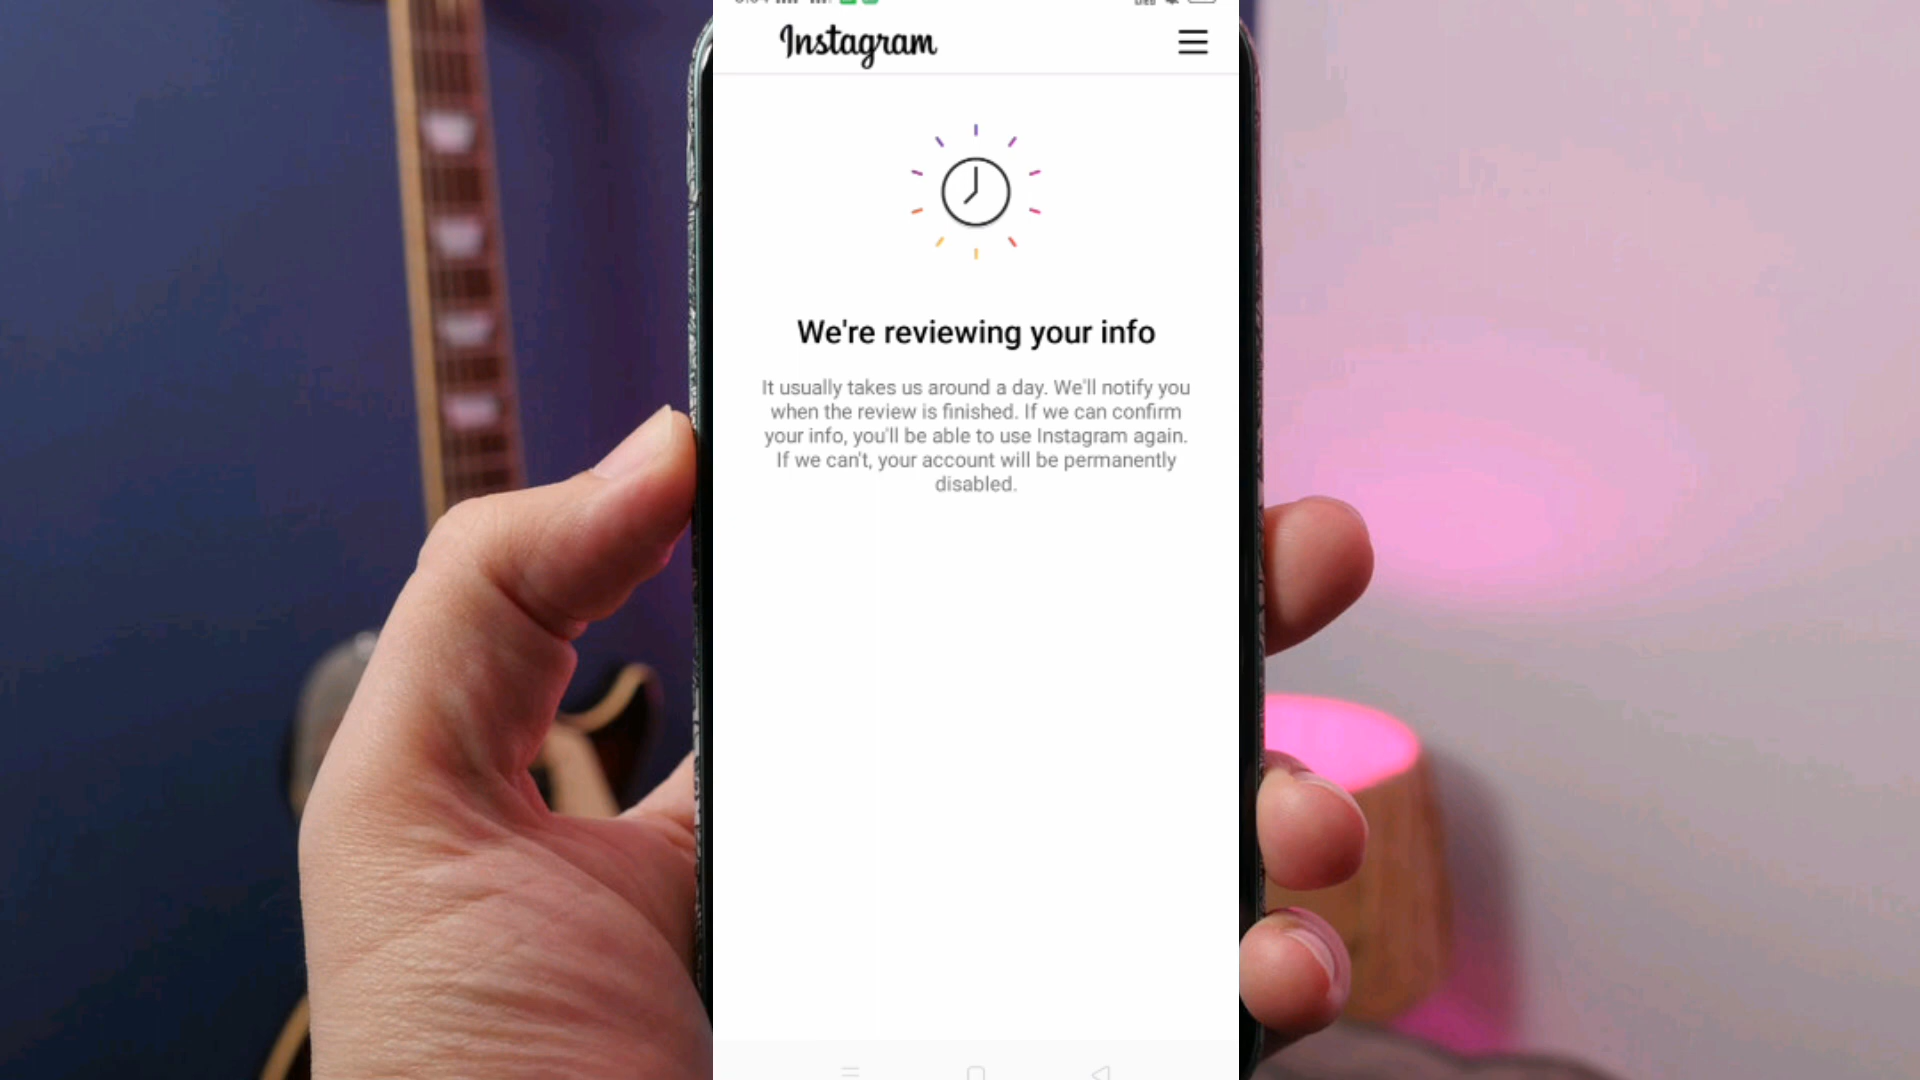 Instagram
We're reviewing your info
It usually takes us around a day. We'll notify you
when the review is finished. If we can confirm
your info, you'll be able to use Instagram again.
If we can't, your account will be permanently
disabled.